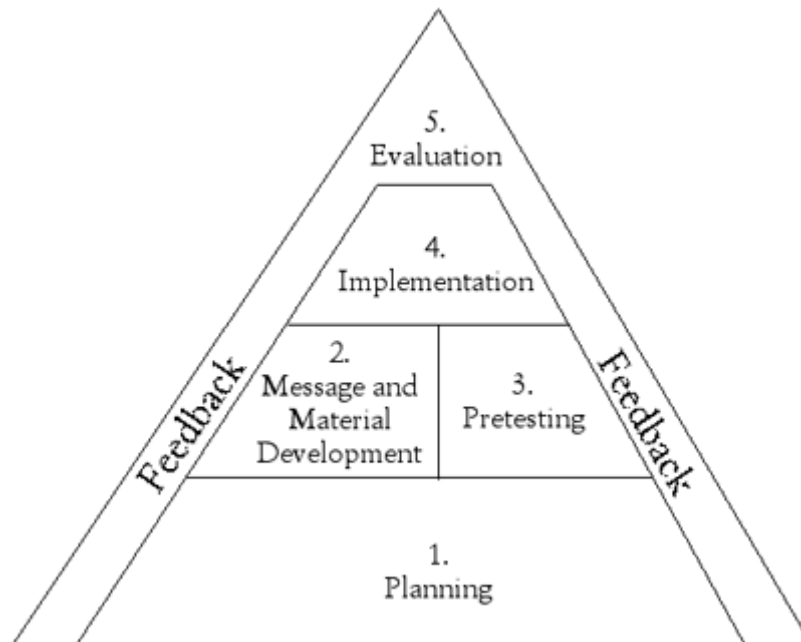 5.
Evaluation
4.
Implementation
Feedback
2.
Message and
Material
Development
3.
Pretesting
Feedback
1.
Planning